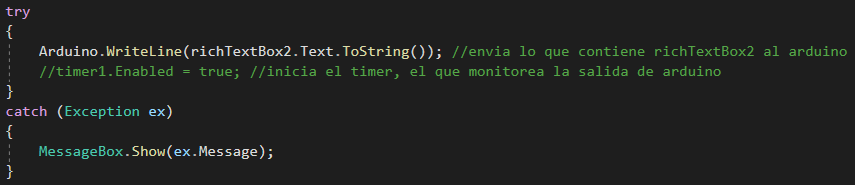 try
{
Arduino.WriteLine(richTextBox2.Text.ToString()); //envia lo que contiene richTextBox2 al arduino
//timer1.Enabled = true; //inicia el timer, el que monitorea la salida de arduino
}
catch (Exception ex)
{
MessageBox.Show(ex.Message);
}